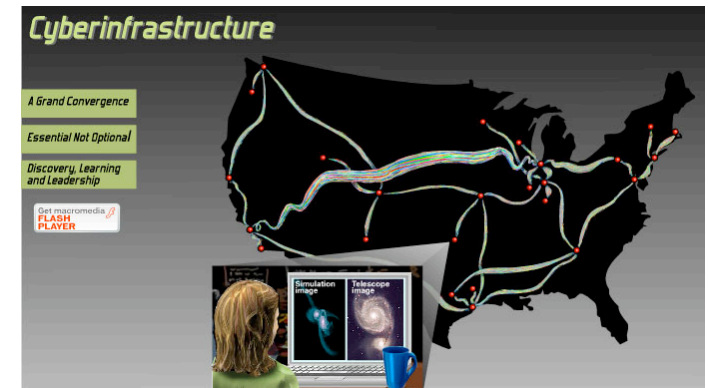 Cyberinfrastructure
A Grand Convergence
Essential Not Optional
Discovery, Learning
and Leadership
Get macromedia
FLASH
PLAYER
Simulation
image
Telescope
image